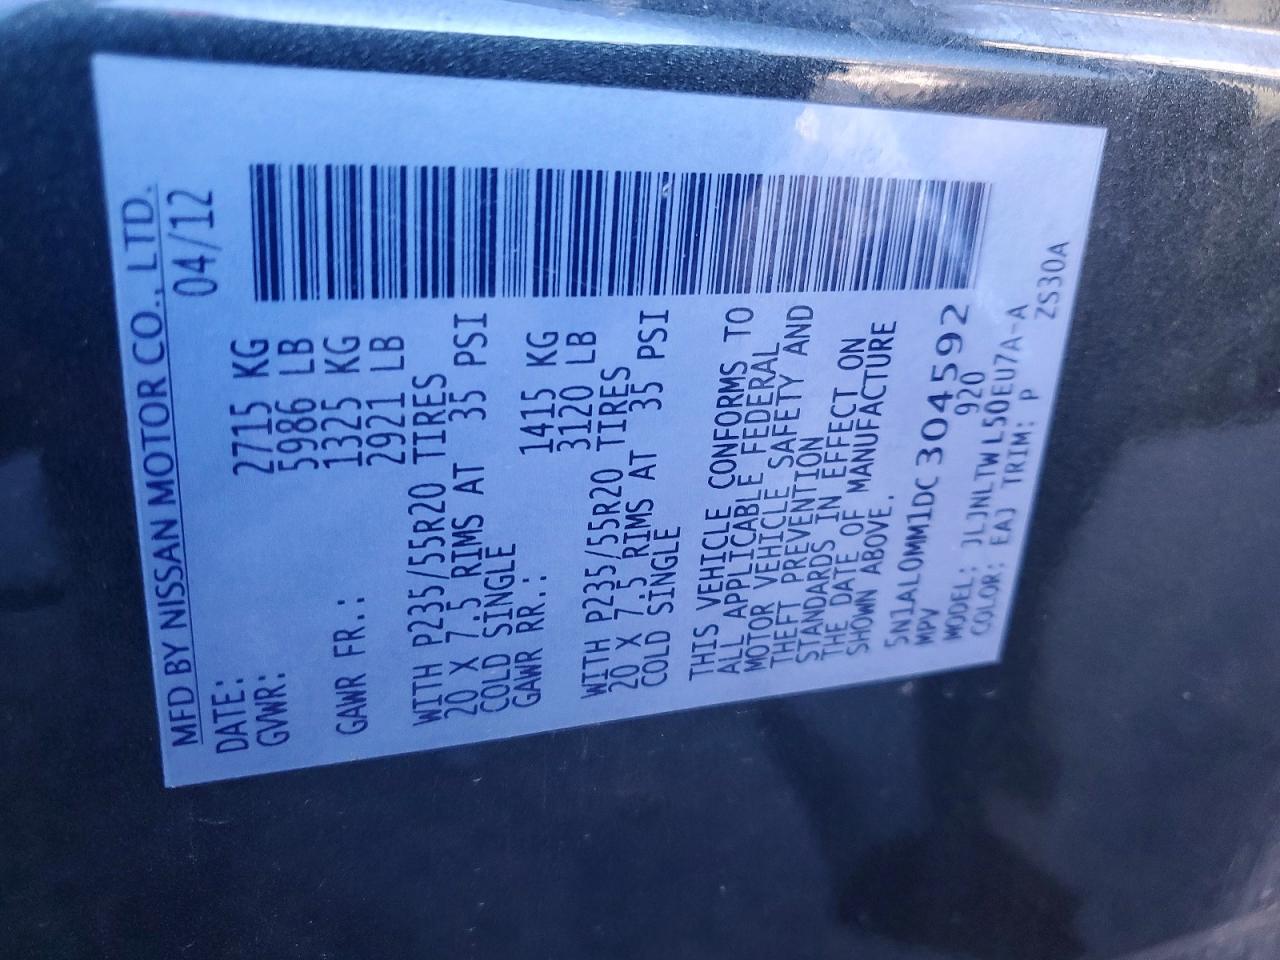 MFD BY NISSAN MOTOR CO., LTD.
DATE: 04/12
GVWR: 2715 KG
5986 LB
GAWR FR.: 1325 KG
2921 LB
WITH P235/55R20 TIRES
20 X 7.5 RIMS AT 35 PSI
COLD SINGLE
GAWR RR.: 1415 KG
3120 LB
WITH P235/55R20 TIRES
20 X 7.5 RIMS AT 35 PSI
COLD SINGLE
THIS VEHICLE CONFORMS TO
ALL APPLICABLE FEDERAL
MOTOR VEHICLE SAFETY AND
THEFT PREVENTION
STANDARDS IN EFFECT ON
THE DATE OF MANUFACTURE
SHOWN ABOVE.
5N1AL0MM1DC304592
MPV 920
MODEL: JLJNLTWL50EU7A-A
COLOR: EAJ TRIM: P ZS30A